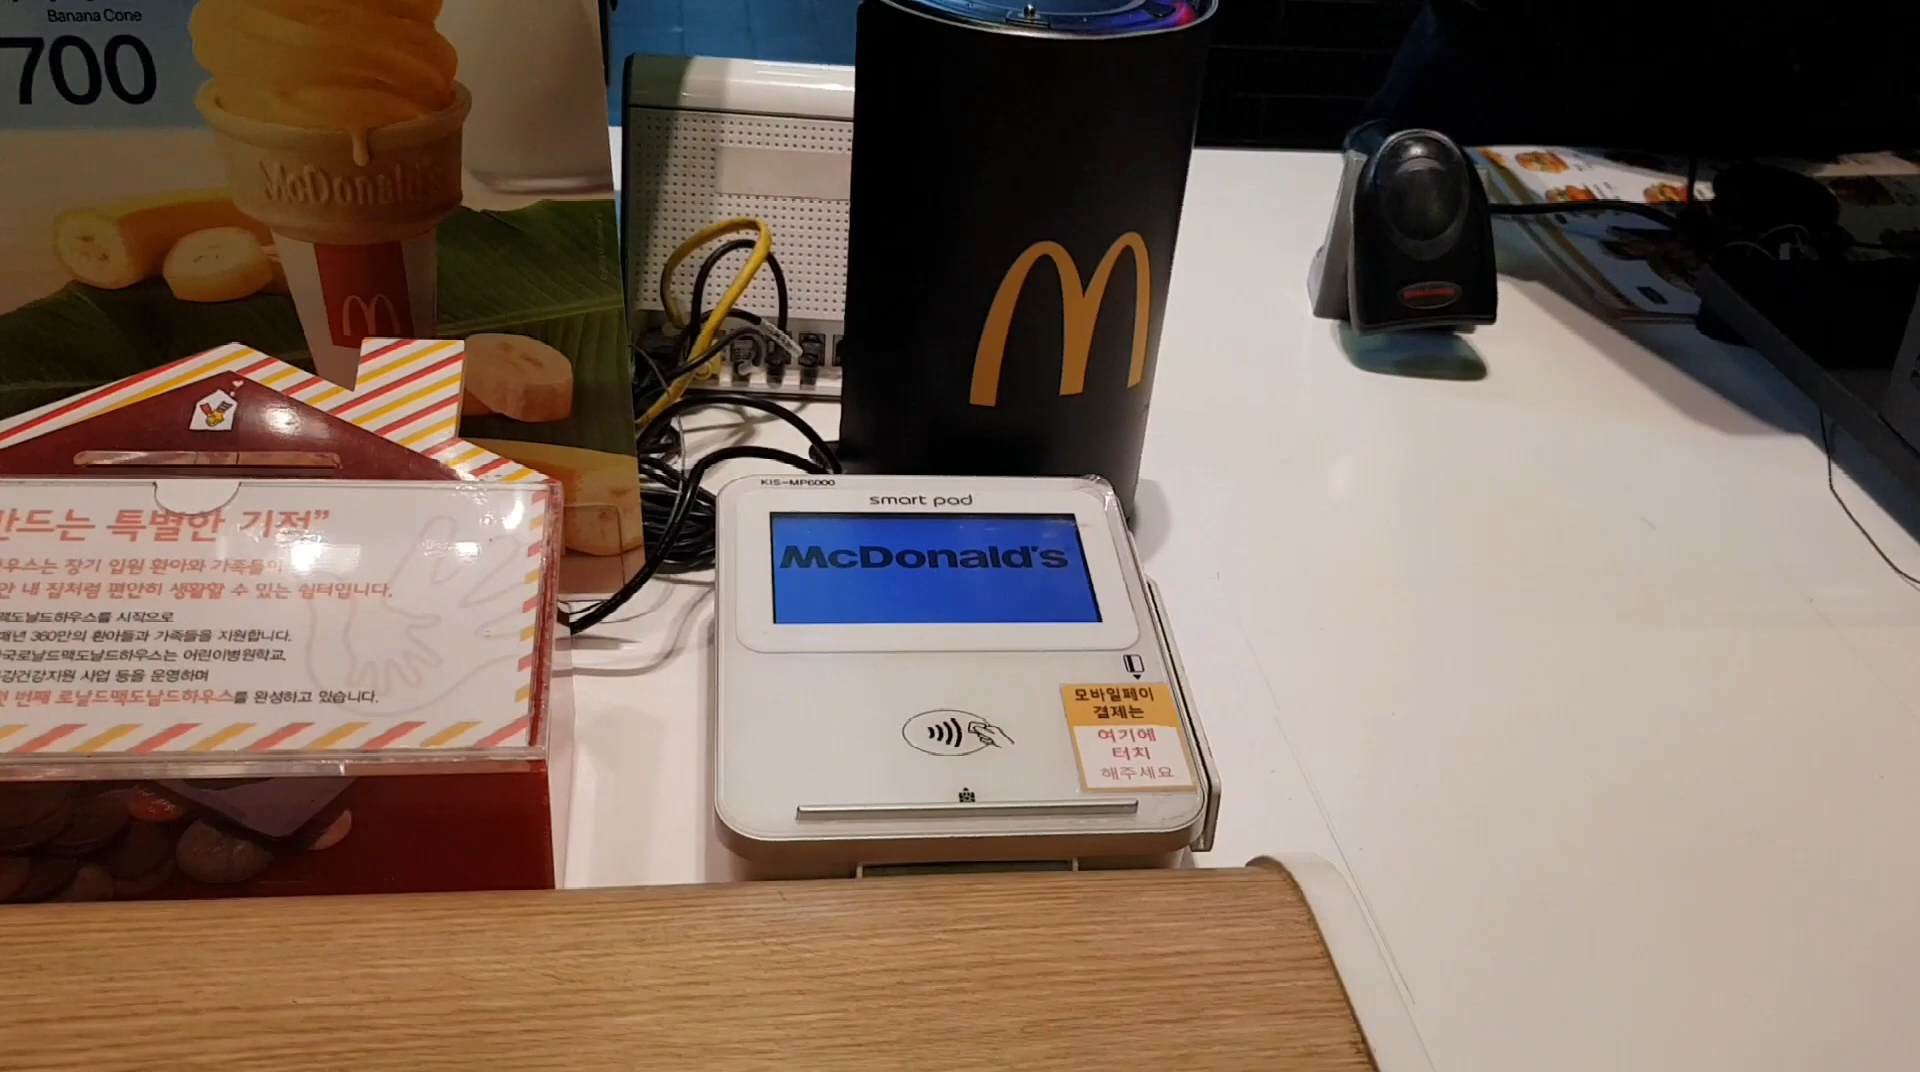 Banana Cone
700
McDonald's
만드는 특별한 기적”
하우스는 장기 입원 환아와 가족들의
내 집처럼 편안히 생활할 수 있는 쉼터입니다.
맥도날드하우스를 시작으로
매년 360만의 환아들과 가족들을 지원합니다.
한국로날드맥도날드하우스는 어린이병원학교,
건강지원 사업 등을 운영하며
번째 로날드맥도날드하우스를 완성하고 있습니다.
KIS-MP6000
smart pad
McDonald's
모바일페이
결제는
여기에
터치
해주세요